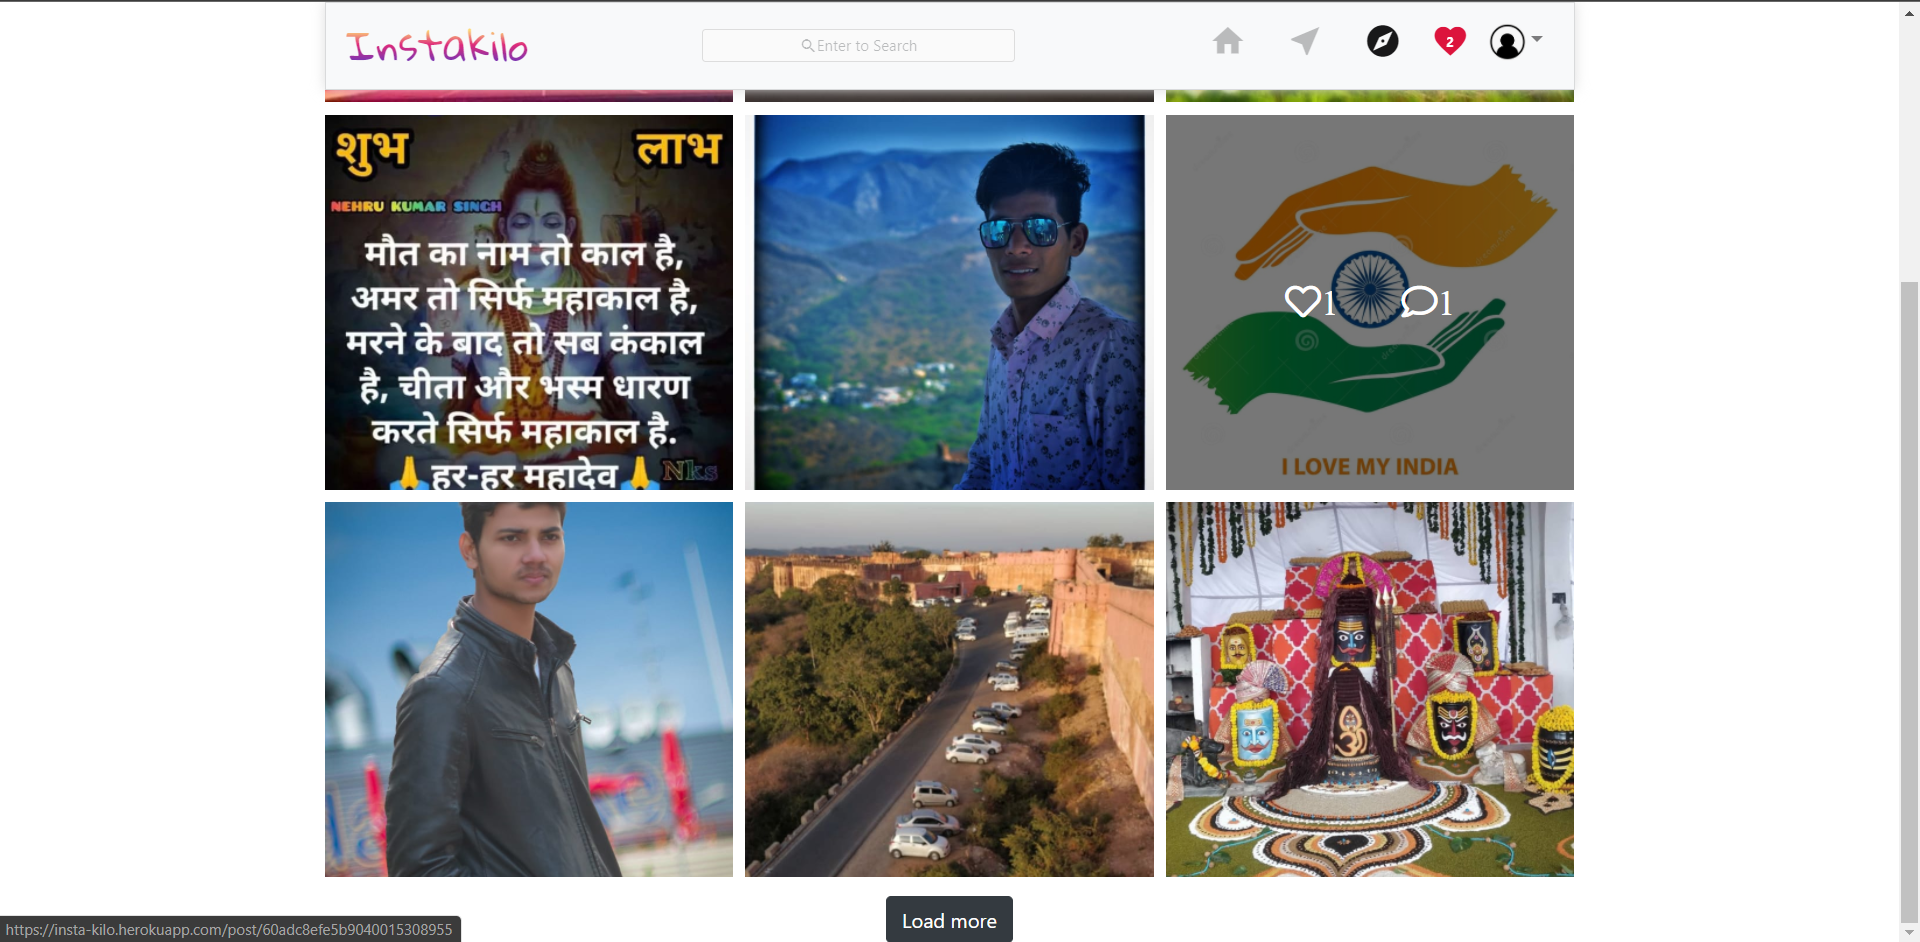 Instakilo
Enter to Search
2
शुभ लाभ
NEHRU KUMAR SINGH
मौत का नाम तो काल है,
अमर तो सिर्फ महाकाल है,
मरने के बाद तो सब कंकाल
है, चीता और भस्म धारण
करते सिर्फ महाकाल है.
🙏हर-हर महादेव🙏 Nks
1 1
I LOVE MY INDIA
Load more
https://insta-kilo.herokuapp.com/post/60adc8efe5b9040015308955